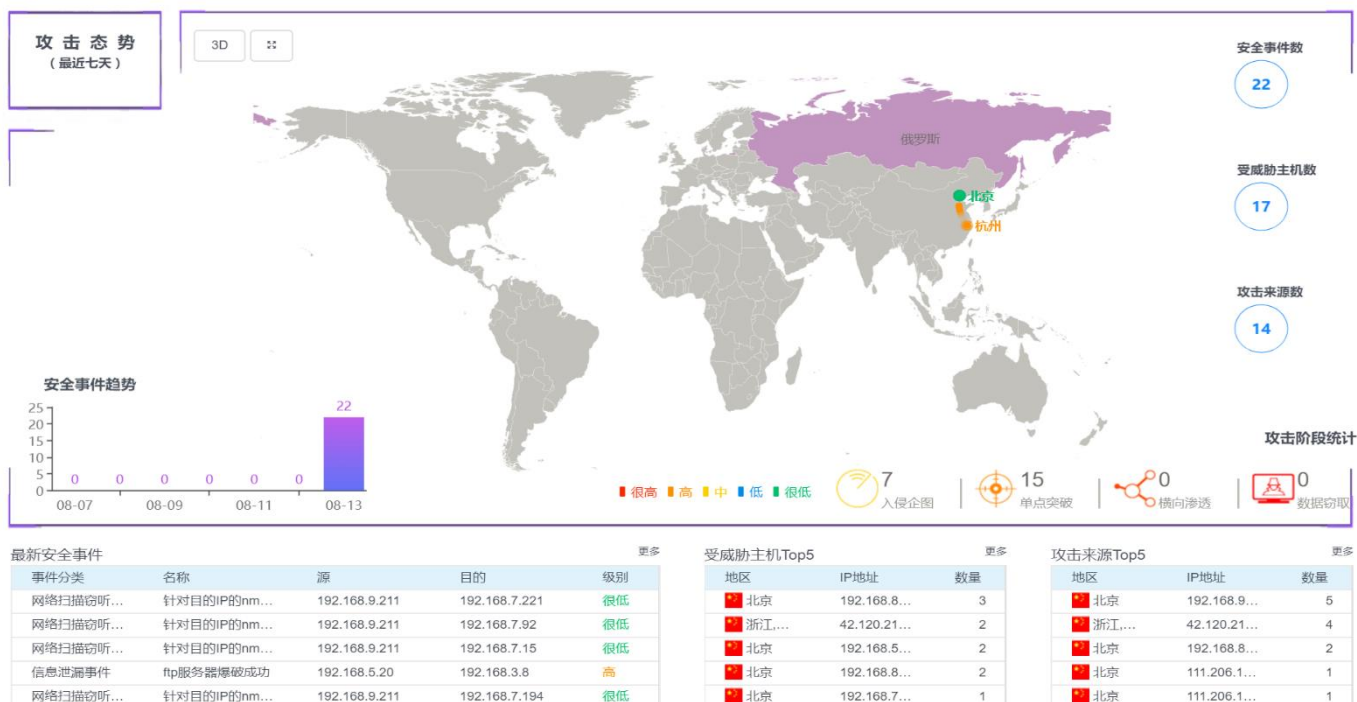 攻击态势
（最近七天）
3D
安全事件数
22
受威胁主机数
17
攻击来源数
14
俄罗斯
北京
杭州
安全事件趋势
25
20
15
10
5
0
0 0 0 0 0 0 22
08-07 08-09 08-11 08-13
很高 高 中 低 很低
攻击阶段统计
7 入侵企图
15 单点突破
0 横向渗透
0 数据窃取
最新安全事件 更多
事件分类 名称 源 目的 级别
网络扫描窃听... 针对目的IP的nm... 192.168.9.211 192.168.7.221 很低
网络扫描窃听... 针对目的IP的nm... 192.168.9.211 192.168.7.92 很低
网络扫描窃听... 针对目的IP的nm... 192.168.9.211 192.168.7.15 很低
信息泄漏事件 ftp服务器爆破成功 192.168.5.20 192.168.3.8 高
网络扫描窃听... 针对目的IP的nm... 192.168.9.211 192.168.7.194 很低
受威胁主机Top5 更多
地区 IP地址 数量
北京 192.168.8... 3
浙江,... 42.120.21... 2
北京 192.168.5... 2
北京 192.168.8... 2
北京 192.168.7... 1
攻击来源Top5 更多
地区 IP地址 数量
北京 192.168.9... 5
浙江,... 42.120.21... 4
北京 192.168.8... 2
北京 111.206.1... 1
北京 111.206.1... 1